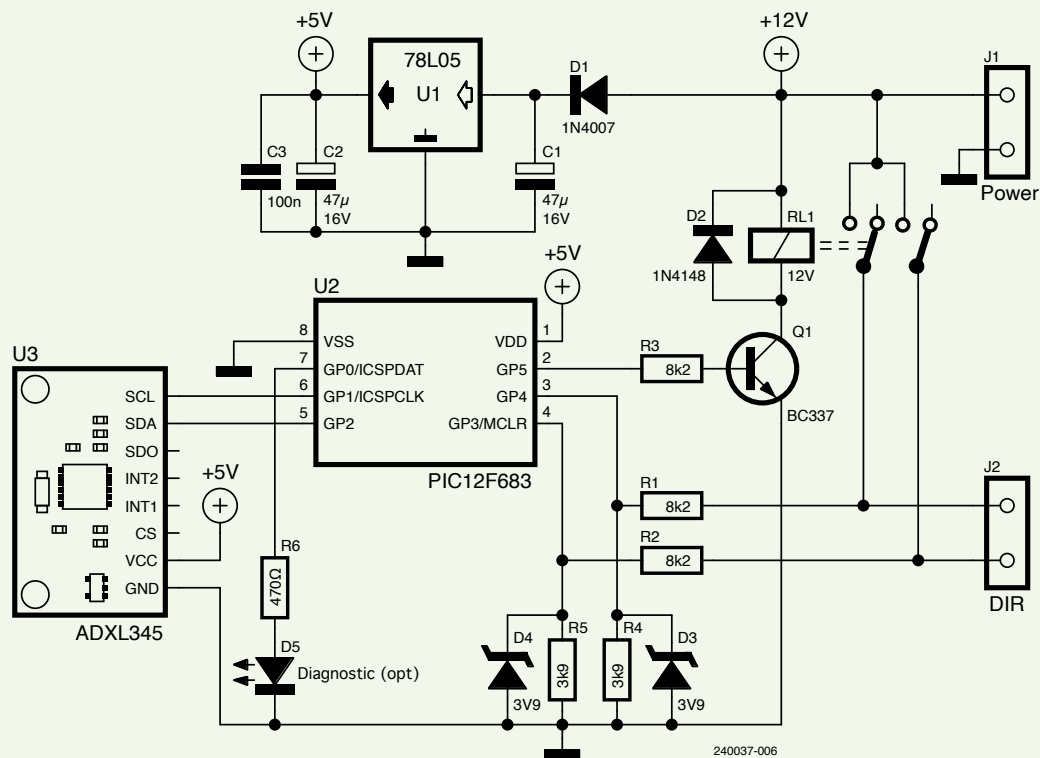 +5V
+12V
78L05
U1
D1
1N4007
J1
Power
C3
100n
C2
47µ
16V
C1
47µ
16V
D2
1N4148
RL1
12V
+5V
U2
8 VSS
7 GP0/ICSPDAT
6 GP1/ICSPCLK
5 GP2
VDD 1
GP5 2
GP4 3
GP3/MCLR 4
PIC12F683
R3
8k2
Q1
BC337
U3
SCL
SDA
SDO
INT2
INT1
CS
VCC
GND
ADXL345
+5V
R6
470Ω
D5
Diagnostic (opt)
R1
8k2
R2
8k2
J2
DIR
D4
3V9
R5
3k9
R4
3k9
D3
3V9
240037-006